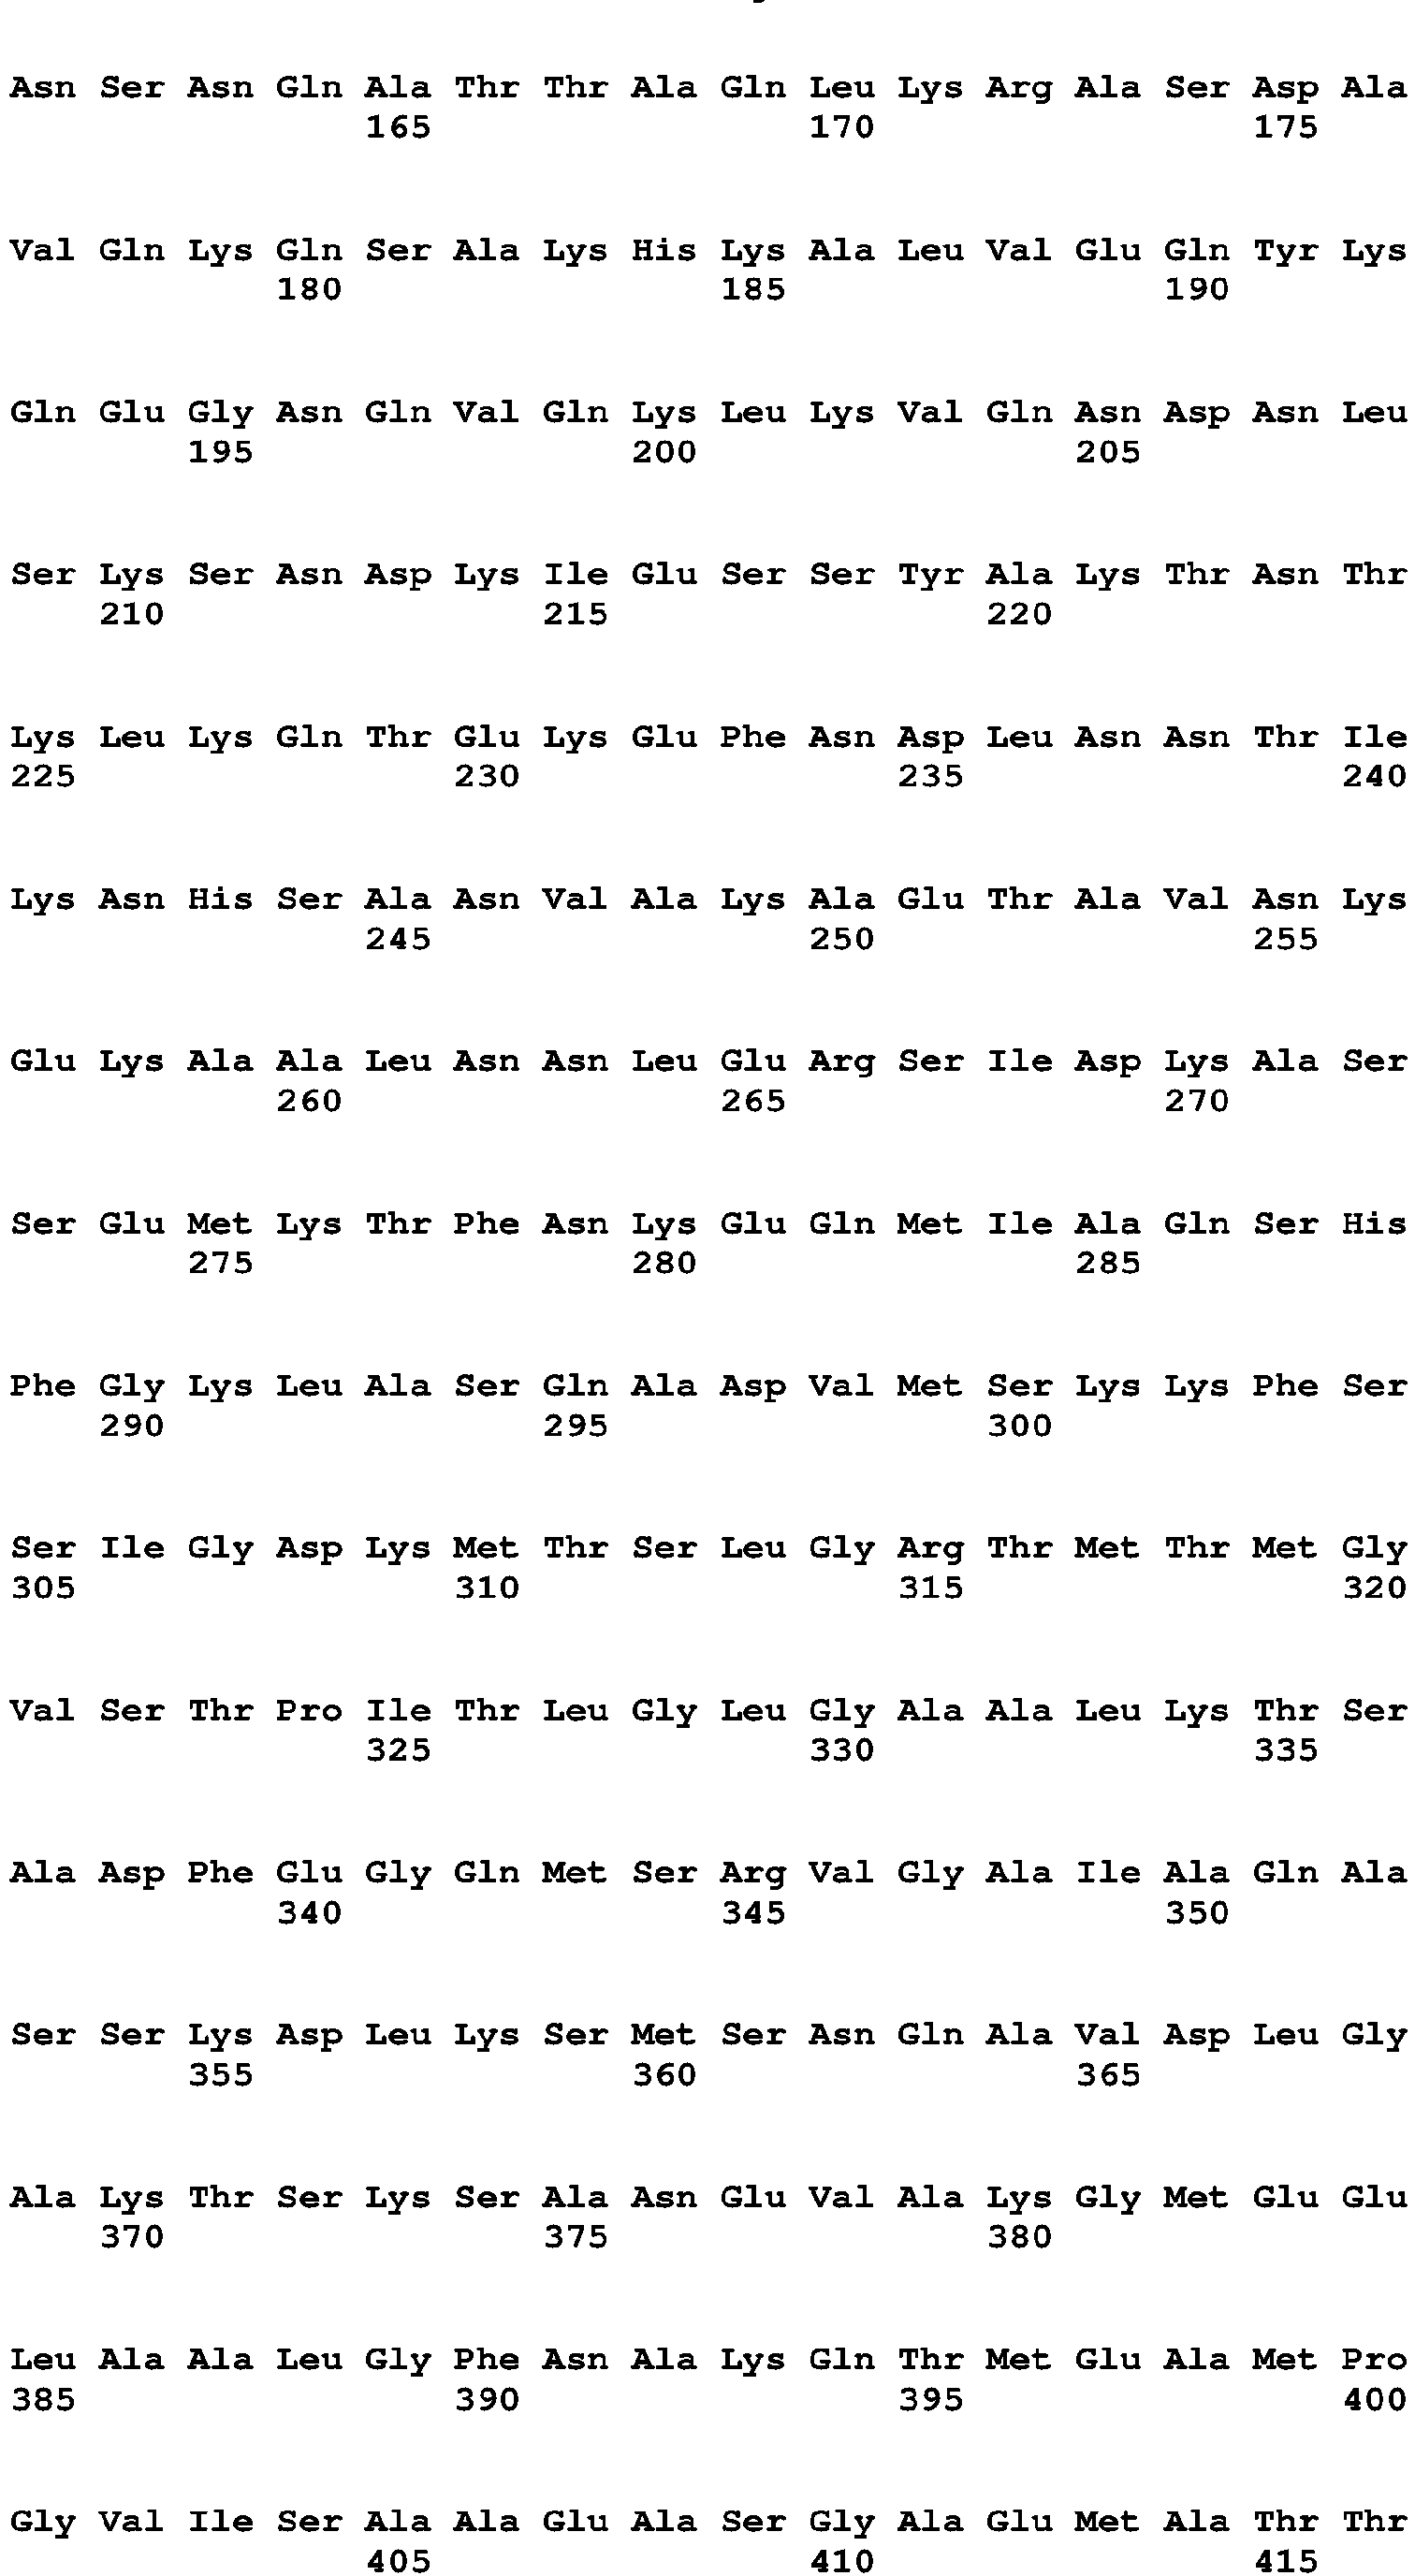 Asn Ser Asn Gln Ala Thr Thr Ala Gln Leu Lys Arg Ala Ser Asp Ala
165 170 175
Val Gln Lys Gln Ser Ala Lys His Lys Ala Leu Val Glu Gln Tyr Lys
180 185 190
Gln Glu Gly Asn Gln Val Gln Lys Leu Lys Val Gln Asn Asp Asn Leu
195 200 205
Ser Lys Ser Asn Asp Lys Ile Glu Ser Ser Tyr Ala Lys Thr Asn Thr
210 215 220
Lys Leu Lys Gln Thr Glu Lys Glu Phe Asn Asp Leu Asn Asn Thr Ile
225 230 235 240
Lys Asn His Ser Ala Asn Val Ala Lys Ala Glu Thr Ala Val Asn Lys
245 250 255
Glu Lys Ala Ala Leu Asn Asn Leu Glu Arg Ser Ile Asp Lys Ala Ser
260 265 270
Ser Glu Met Lys Thr Phe Asn Lys Glu Gln Met Ile Ala Gln Ser His
275 280 285
Phe Gly Lys Leu Ala Ser Gln Ala Asp Val Met Ser Lys Lys Phe Ser
290 295 300
Ser Ile Gly Asp Lys Met Thr Ser Leu Gly Arg Thr Met Thr Met Gly
305 310 315 320
Val Ser Thr Pro Ile Thr Leu Gly Leu Gly Ala Ala Leu Lys Thr Ser
325 330 335
Ala Asp Phe Glu Gly Gln Met Ser Arg Val Gly Ala Ile Ala Gln Ala
340 345 350
Ser Ser Lys Asp Leu Lys Ser Met Ser Asn Gln Ala Val Asp Leu Gly
355 360 365
Ala Lys Thr Ser Lys Ser Ala Asn Glu Val Ala Lys Gly Met Glu Glu
370 375 380
Leu Ala Ala Leu Gly Phe Asn Ala Lys Gln Thr Met Glu Ala Met Pro
385 390 395 400
Gly Val Ile Ser Ala Ala Glu Ala Ser Gly Ala Glu Met Ala Thr Thr
405 410 415